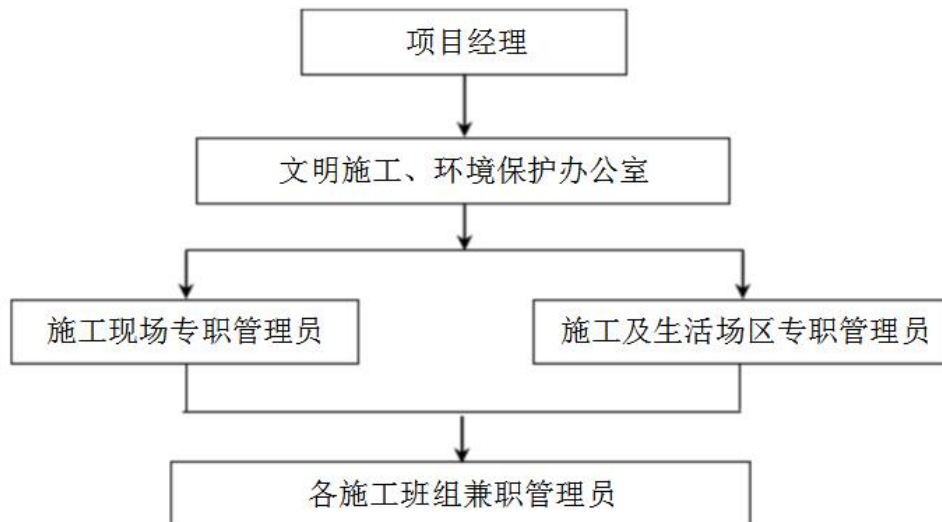 项目经理
文明施工、环境保护办公室
施工现场专职管理员
施工及生活场区专职管理员
各施工班组兼职管理员